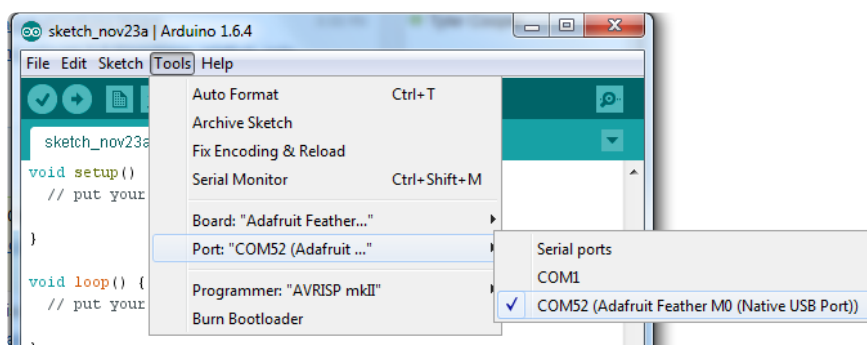 sketch_nov23a | Arduino 1.6.4
File Edit Sketch Tools Help
Auto Format Ctrl+T
Archive Sketch
sketch_nov23a
Fix Encoding & Reload
void setup()
Serial Monitor Ctrl+Shift+M
// put your
Board: "Adafruit Feather..."
}
Port: "COM52 (Adafruit ..."
Serial ports
COM1
void loop() {
Programmer: "AVRISP mkII"
COM52 (Adafruit Feather M0 (Native USB Port))
// put your
Burn Bootloader